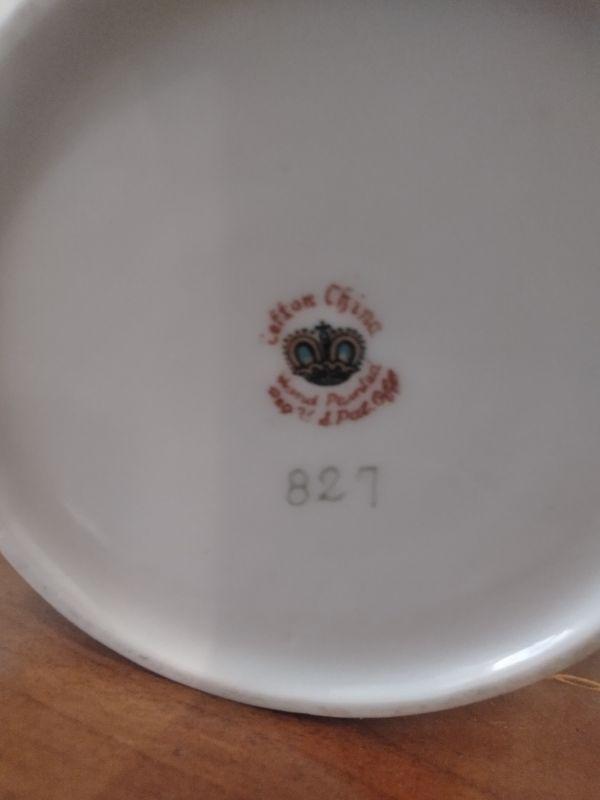 Lefton China
Hand Painted
Reg. U.S. Pat. Off.
827